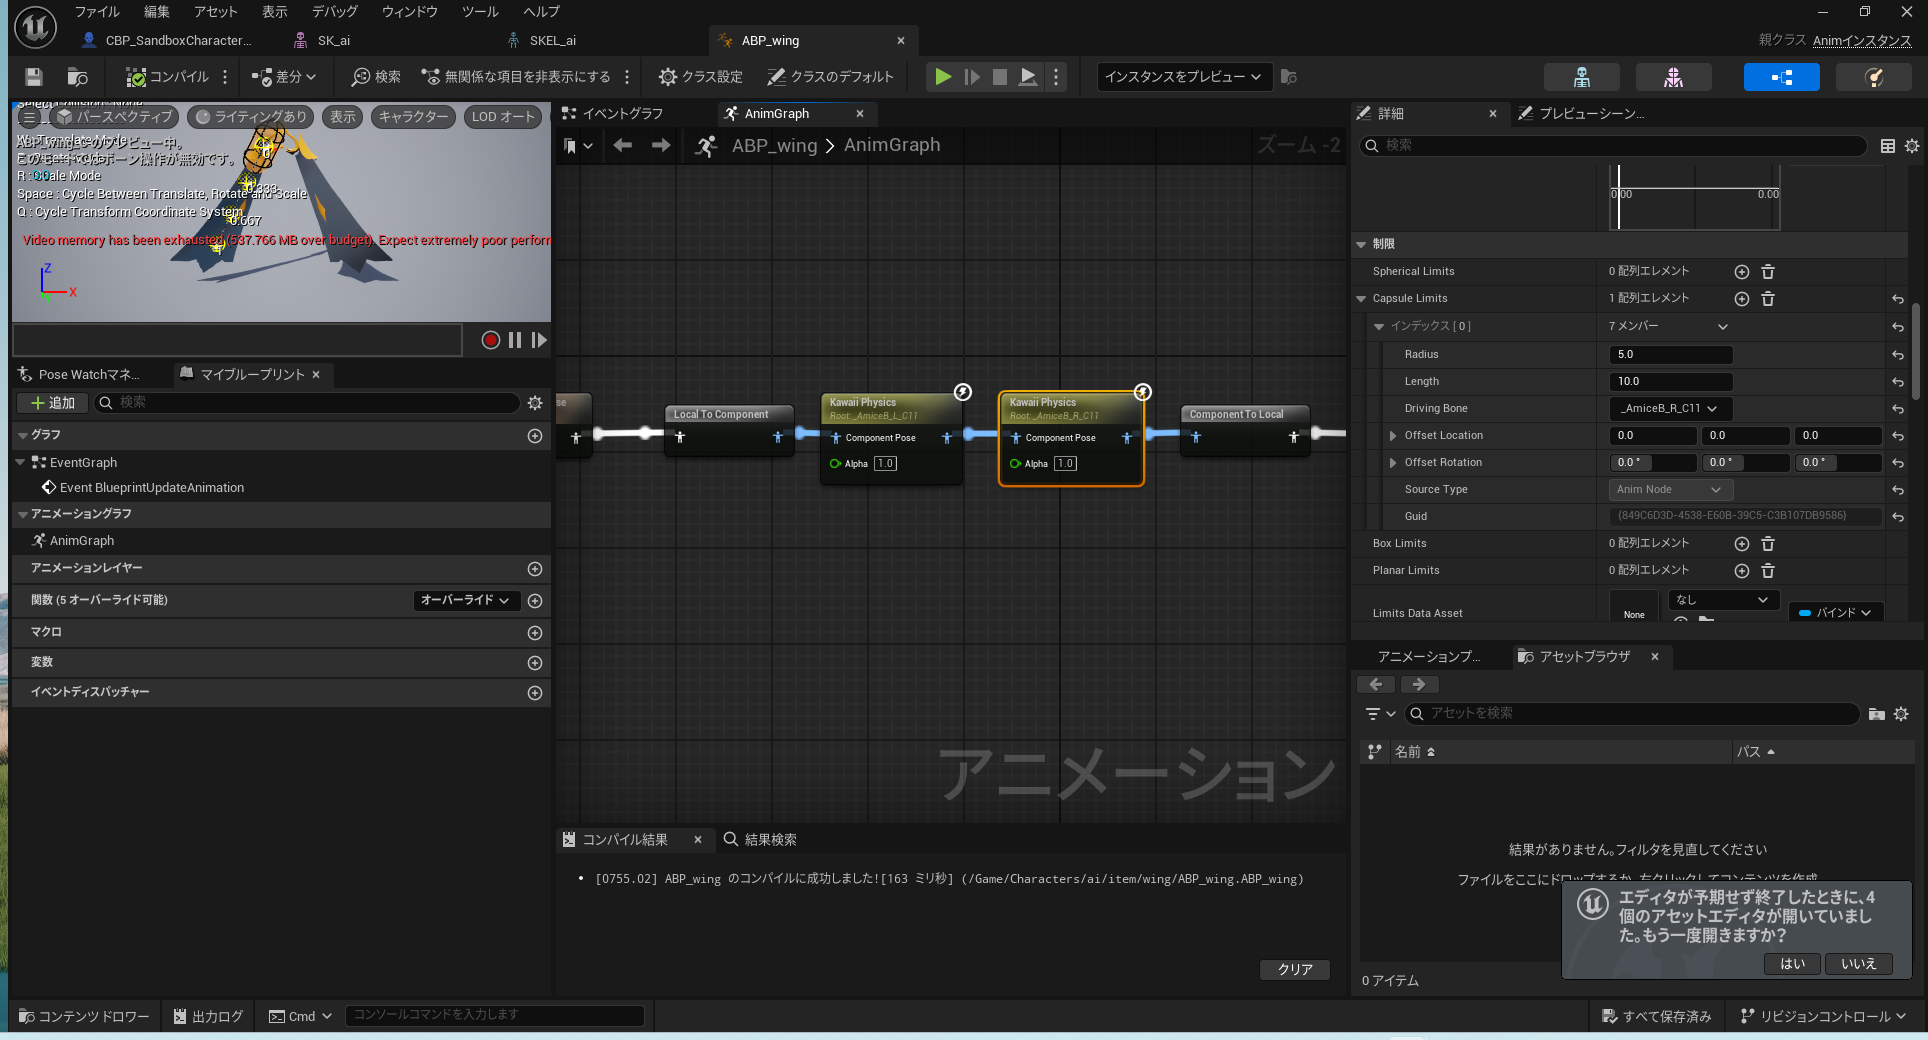 ファイル 編集 アセット 表示 デバッグ ウィンドウ ツール ヘルプ
CBP_SandboxCharacter... SK_ai SKEL_ai ABP_wing
親クラス Animインスタンス
コンパイル 差分 検索 無関係な項目を非表示にする クラス設定 クラスのデフォルト インスタンスをプレビュー
パースペクティブ ライティングあり 表示 キャラクター LOD オート
ABP_wing
このモードではボーン操作が無効です。
R : Scale Mode
0.333
Space : Cycle Between Translate, Rotate and Scale
Q : Cycle Transform Coordinate System
0.667
Video memory has been exhausted (537.766 MB over budget). Expect extremely poor perform
Z
X
Pose Watchマネ... マイブループリント
追加 検索
グラフ
EventGraph
Event BlueprintUpdateAnimation
アニメーショングラフ
AnimGraph
アニメーションレイヤー
関数 (5 オーバーライド可能) オーバーライド
マクロ
変数
イベントディスパッチャー
イベントグラフ AnimGraph
ABP_wing AnimGraph ズーム -2
se
Local To Component
Kawaii Physics
Root: _AmiceB_L_C11
Component Pose
Alpha 1.0
Kawaii Physics
Root: _AmiceB_R_C11
Component Pose
Alpha 1.0
Component To Local
アニメーション
コンパイル結果 結果検索
[0755.02] ABP_wing のコンパイルに成功しました![163 ミリ秒] (/Game/Characters/ai/item/wing/ABP_wing.ABP_wing)
クリア
詳細 プレビューシーン...
検索
0.00 0.00
制限
Spherical Limits 0 配列エレメント
Capsule Limits 1 配列エレメント
インデックス [ 0 ] 7 メンバー
Radius 5.0
Length 10.0
Driving Bone _AmiceB_R_C11
Offset Location 0.0 0.0 0.0
Offset Rotation 0.0 ° 0.0 ° 0.0 °
Source Type Anim Node
Guid {849C6D3D-4538-E60B-39C5-C3B107DB9586}
Box Limits 0 配列エレメント
Planar Limits 0 配列エレメント
Limits Data Asset None なし バインド
アニメーションプ... アセットブラウザ
アセットを検索
名前 パス
結果がありません。フィルタを見直してください
ファイルをここにドロップするか、右クリックしてコンテンツを作成
エディタが予期せず終了したときに、4
個のアセットエディタが開いていまし
た。もう一度開きますか?
はい いいえ
0 アイテム
コンテンツ ドロワー 出力ログ Cmd コンソールコマンドを入力します すべて保存済み リビジョンコントロール